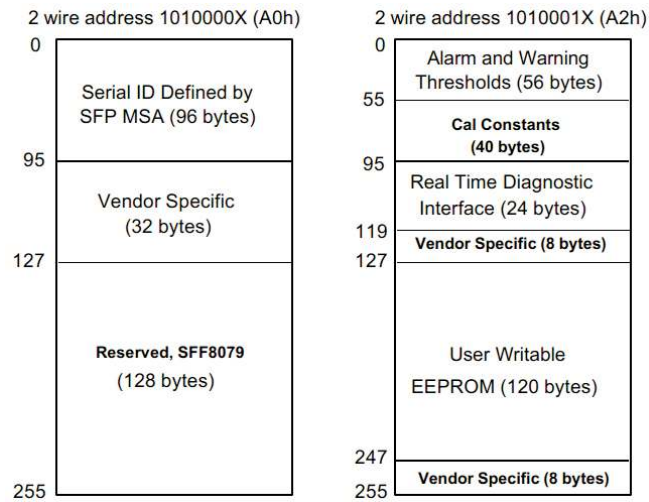 2 wire address 1010000X (A0h)
0
Serial ID Defined by
SFP MSA (96 bytes)
95
Vendor Specific
(32 bytes)
127
Reserved, SFF8079
(128 bytes)
255
2 wire address 1010001X (A2h)
0
Alarm and Warning
Thresholds (56 bytes)
55
Cal Constants
(40 bytes)
95
Real Time Diagnostic
Interface (24 bytes)
119
Vendor Specific (8 bytes)
127
User Writable
EEPROM (120 bytes)
247
Vendor Specific (8 bytes)
255